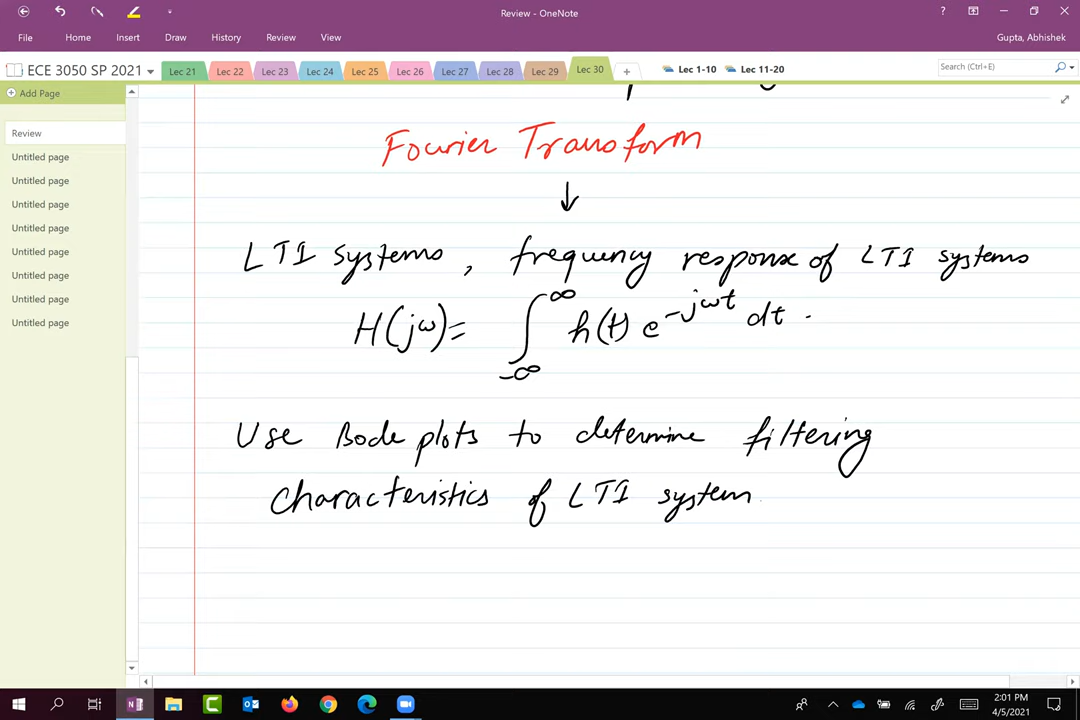 Review - OneNote
File Home Insert Draw History Review View
Gupta, Abhishek
ECE 3050 SP 2021
Lec 21 Lec 22 Lec 23 Lec 24 Lec 25 Lec 26 Lec 27 Lec 28 Lec 29 Lec 30 + Lec 1-10 Lec 11-20
Search (Ctrl+E)
Add Page
Review
Untitled page
Untitled page
Untitled page
Untitled page
Untitled page
Untitled page
Untitled page
Untitled page
Fourier Transform
↓
LTI systems, frequency response of LTI systems
H(jω) = ∫_{-∞}^{∞} h(t) e^{-jωt} dt .
Use Bode plots to determine filtering
characteristics of LTI system
2:01 PM
4/5/2021